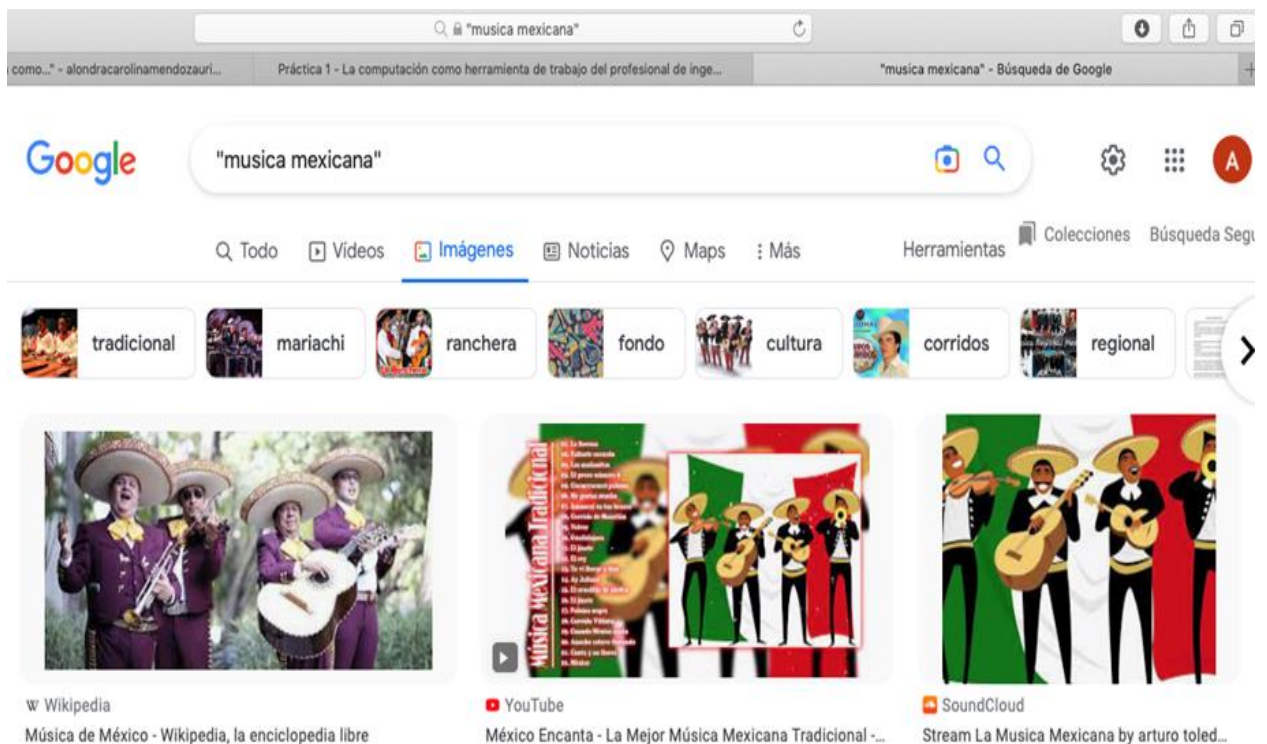 "musica mexicana"
como..." - alondracarolinamendozauri...
Práctica 1 - La computación como herramienta de trabajo del profesional de inge...
"musica mexicana" - Búsqueda de Google
Google
"musica mexicana"
A
Todo
Vídeos
Imágenes
Noticias
Maps
Más
Herramientas
Colecciones
Búsqueda Segu
tradicional
mariachi
ranchera
fondo
cultura
corridos
regional
Música Mexicana Tradicional
W Wikipedia
Música de México - Wikipedia, la enciclopedia libre
YouTube
México Encanta - La Mejor Música Mexicana Tradicional -...
SoundCloud
Stream La Musica Mexicana by arturo toled...